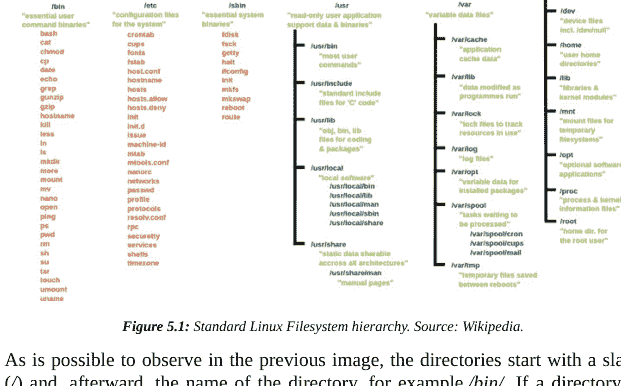 /bin
"essential user
command binaries"
bash
cat
chmod
cp
date
echo
grep
gunzip
gzip
hostname
kill
less
ln
ls
mkdir
more
mount
mv
nano
open
ping
ps
pwd
rm
sh
su
tar
touch
umount
uname
/etc
"configuration files
for the system"
crontab
cups
fonts
fstab
host.conf
hostname
hosts
hosts.allow
hosts.deny
init
init.d
issue
machine-id
mtab
mtools.conf
nanorc
networks
passwd
profile
protocols
resolv.conf
rpc
securetty
services
shells
timezone
/sbin
"essential system
binaries"
fdisk
fsck
getty
halt
ifconfig
init
mkfs
mkswap
reboot
route
/usr
"read-only user application
support data & binaries"
/usr/bin
"most user
commands"
/usr/include
"standard include
files for 'C' code"
/usr/lib
"obj, bin, lib
files for coding
& packages"
/usr/local
"local software"
/usr/local/bin
/usr/local/lib
/usr/local/man
/usr/local/sbin
/usr/local/share
/usr/share
"static data sharable
accross all architectures"
/usr/share/man
"manual pages"
/var
"variable data files"
/var/cache
"application
cache data"
/var/lib
"data modified as
programmes run"
/var/lock
"lock files to track
resources in use"
/var/log
"log files"
/var/opt
"variable data for
installed packages"
/var/spool
"tasks waiting to
be processed"
/var/spool/cron
/var/spool/cups
/var/spool/mail
/var/tmp
"temporary files saved
between reboots"
/dev
"device files
incl. /dev/null"
/home
"user home
directories"
/lib
"libraries &
kernel modules"
/mnt
"mount files for
temporary
filesystems"
/opt
"optional software
applications"
/proc
"process & kernel
information files"
/root
"home dir. for
the root user"
Figure 5.1: Standard Linux Filesystem hierarchy. Source: Wikipedia.
As is possible to observe in the previous image, the directories start with a sla
(/) and, afterward, the name of the directory, for example /bin/. If a directory